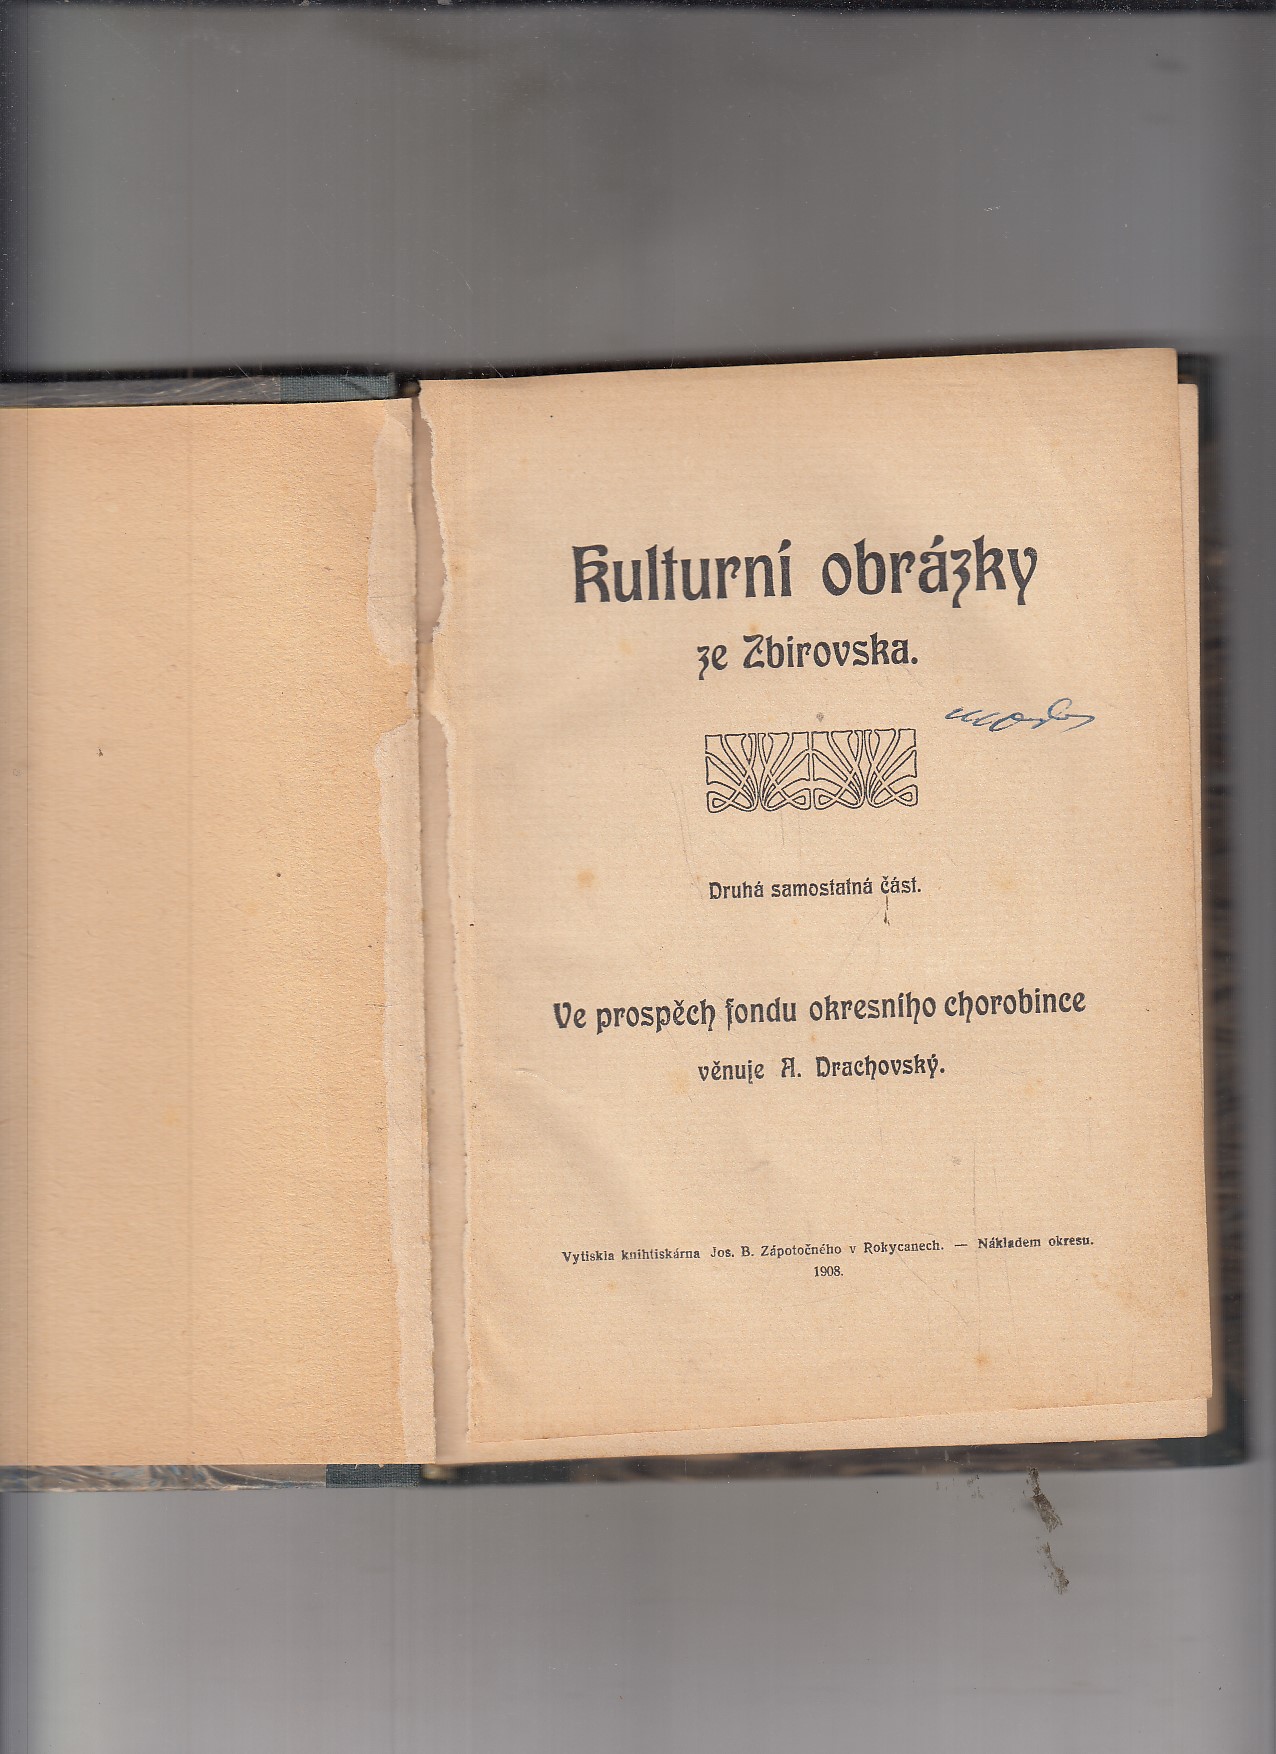 Kulturní obrázky
ze Zbirovska.
Druhá samostatná část.
Ve prospěch fondu okresního chorobince
věnuje A. Drachovský.
Vytiskla knihtiskárna Jos. B. Zápotočného v Rokycanech. — Nákladem okresu.
1908.